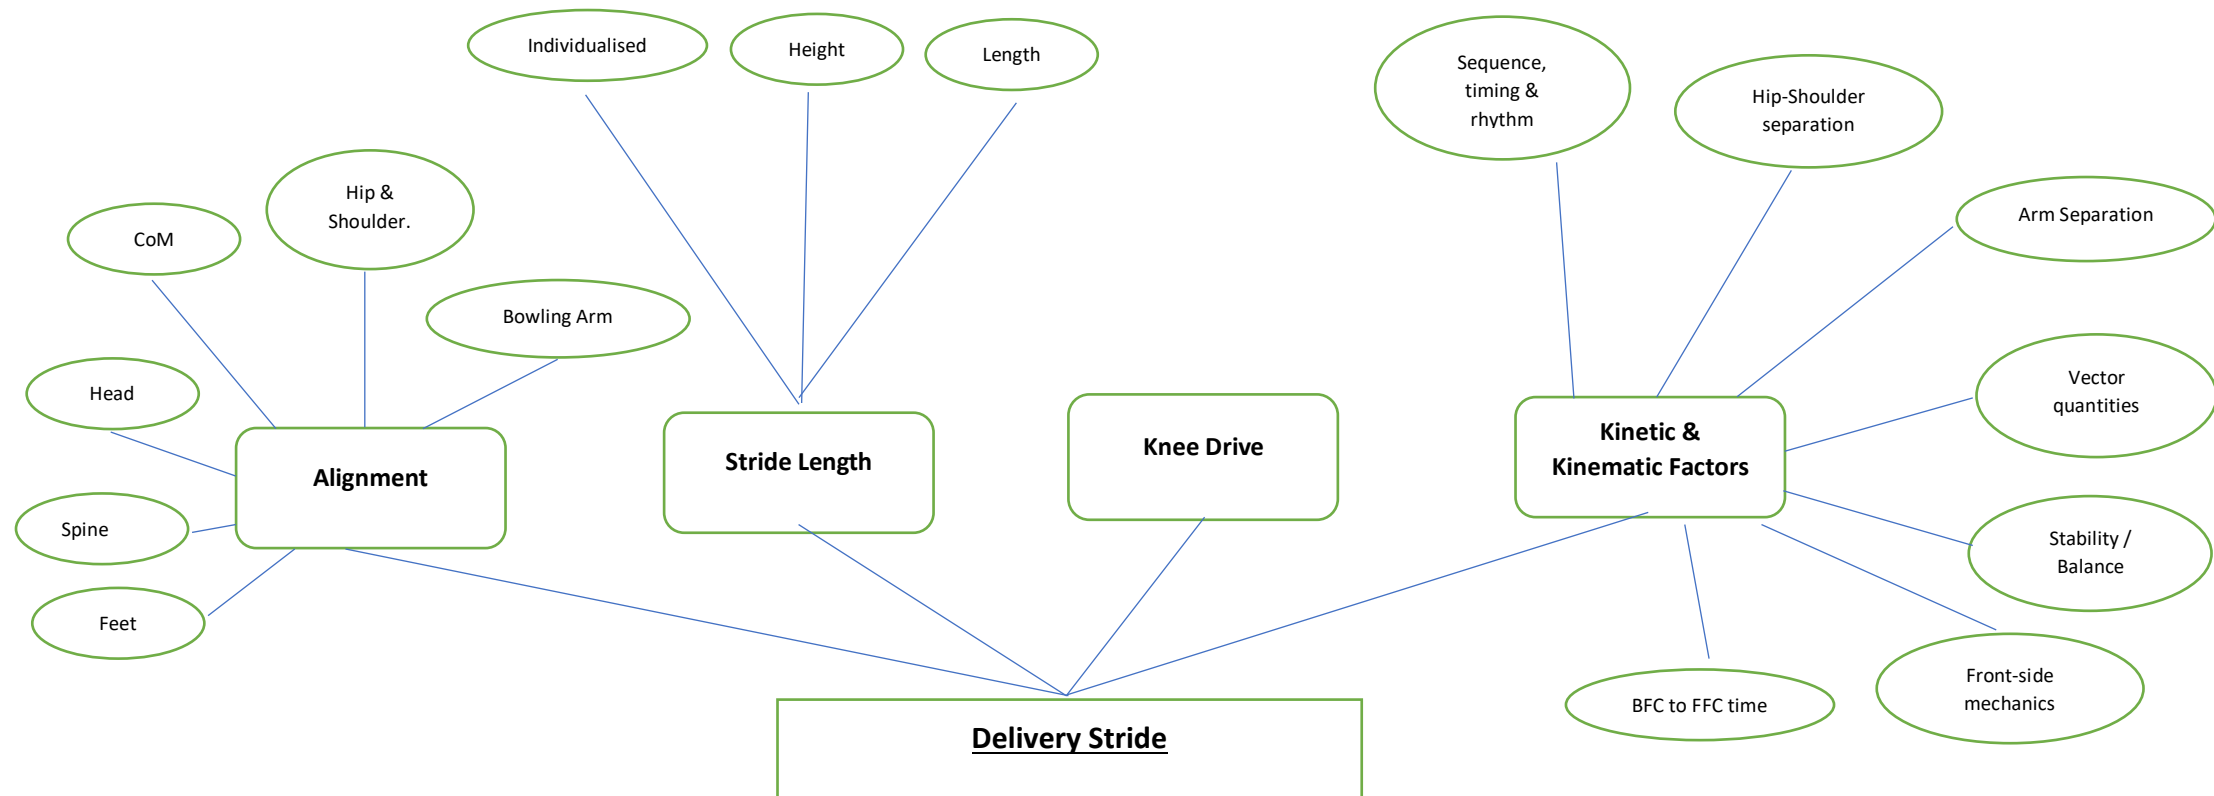 Individualised
Height
Length
Sequence,
timing &
rhythm
Hip-Shoulder
separation
Hip &
Shoulder.
CoM
Arm Separation
Bowling Arm
Head
Vector
quantities
Alignment
Stride Length
Knee Drive
Kinetic &
Kinematic Factors
Spine
Stability /
Balance
Feet
Front-side
mechanics
BFC to FFC time
Delivery Stride